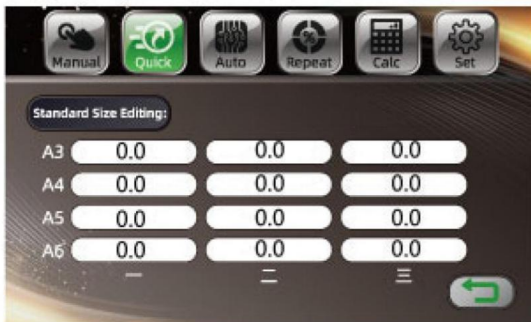 Manual Quick Auto Repeat Calc Set
Standard Size Editing:
A3 0.0 0.0 0.0
A4 0.0 0.0 0.0
A5 0.0 0.0 0.0
A6 0.0 0.0 0.0
一 二 三